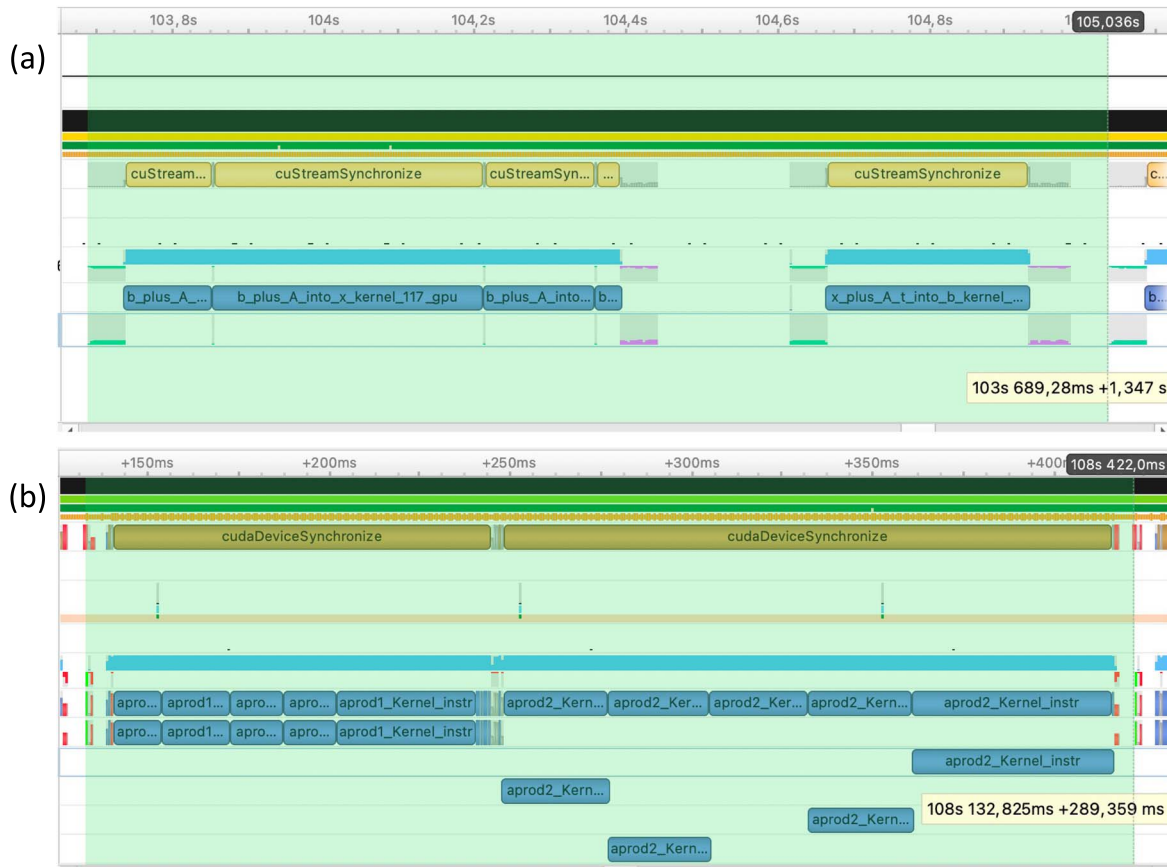 (a)
103,8s 104s 104,2s 104,4s 104,6s 104,8s 105,036s
cuStream... cuStreamSynchronize cuStreamSyn... ... cuStreamSynchronize c...
b_plus_A_... b_plus_A_into_x_kernel_117_gpu b_plus_A_into... b... x_plus_A_t_into_b_kernel_... b...
103s 689,28ms +1,347 s
(b)
+150ms +200ms +250ms +300ms +350ms +400m 108s 422,0ms
cudaDeviceSynchronize cudaDeviceSynchronize
apro... aprod1... apro... apro... aprod1_Kernel_instr aprod2_Kern... aprod2_Ker... aprod2_Ker... aprod2_Kern... aprod2_Kernel_instr
apro... aprod1... apro... apro... aprod1_Kernel_instr
aprod2_Kernel_instr
aprod2_Kern...
108s 132,825ms +289,359 ms
aprod2_Kern...
aprod2_Kern...